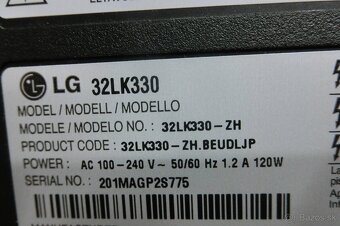 LG 32LK330
MODEL / MODELL / MODELLO
MODELE / MODELO NO. : 32LK330-ZH
PRODUCT CODE : 32LK330-ZH.BEUDLJP
POWER : AC 100-240 V~ 50/60 Hz 1.2 A 120W
SERIAL NO. : 201MAGP2S775